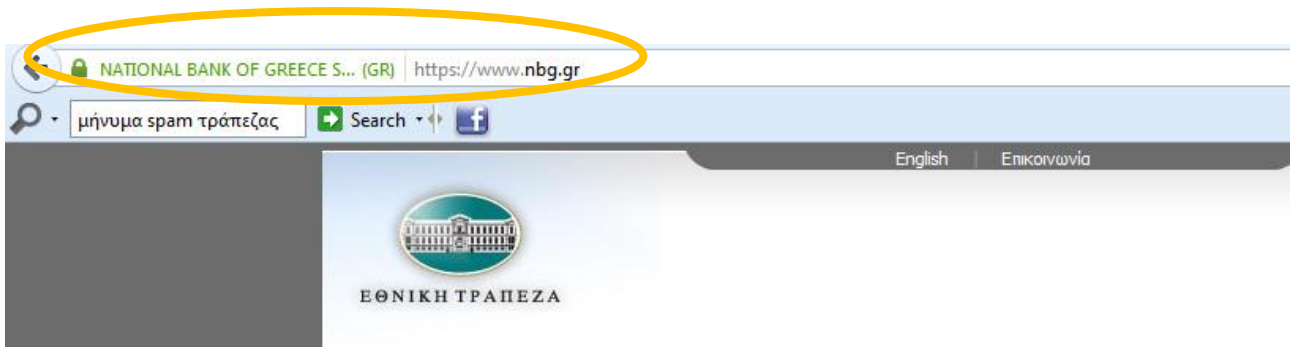 NATIONAL BANK OF GREECE S... (GR) https://www.nbg.gr
μήνυμα spam τράπεζας Search
English Επικοινωνία
ΕΘΝΙΚΗ ΤΡΑΠΕΖΑ